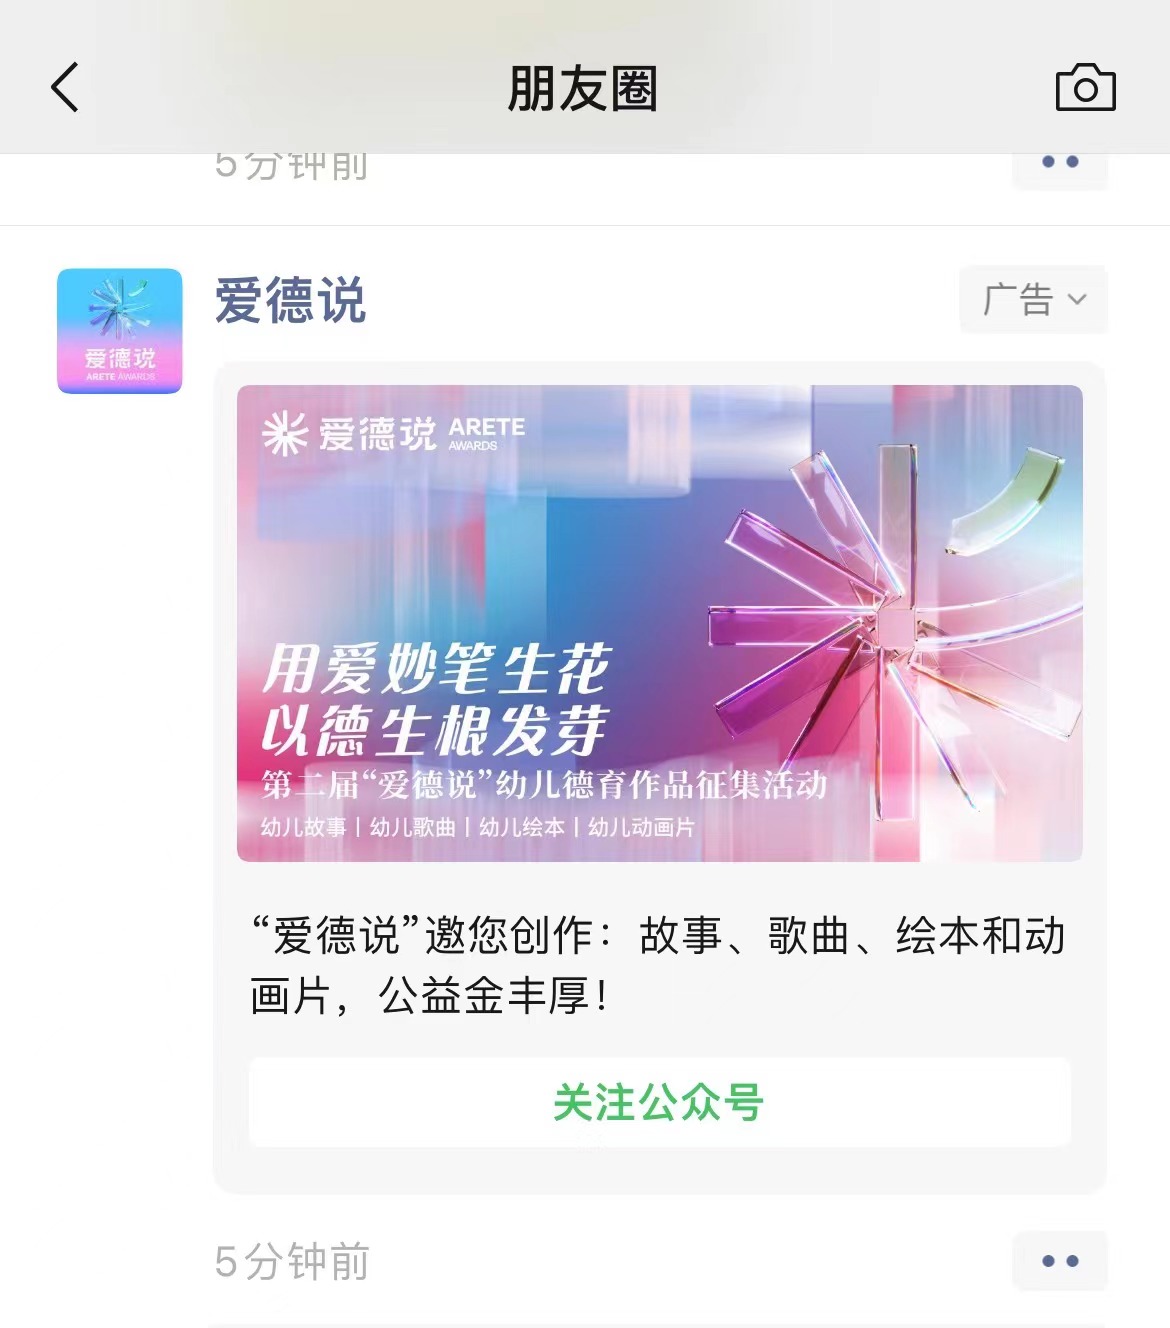 朋友圈
5分钟前
爱德说
广告
爱德说
ARETE AWARDS
爱德说 ARETE
AWARDS
用爱妙笔生花
以德生根发芽
第二届“爱德说”幼儿德育作品征集活动
幼儿故事 | 幼儿歌曲 | 幼儿绘本 | 幼儿动画片
“爱德说”邀您创作：故事、歌曲、绘本和动
画片，公益金丰厚！
关注公众号
5分钟前